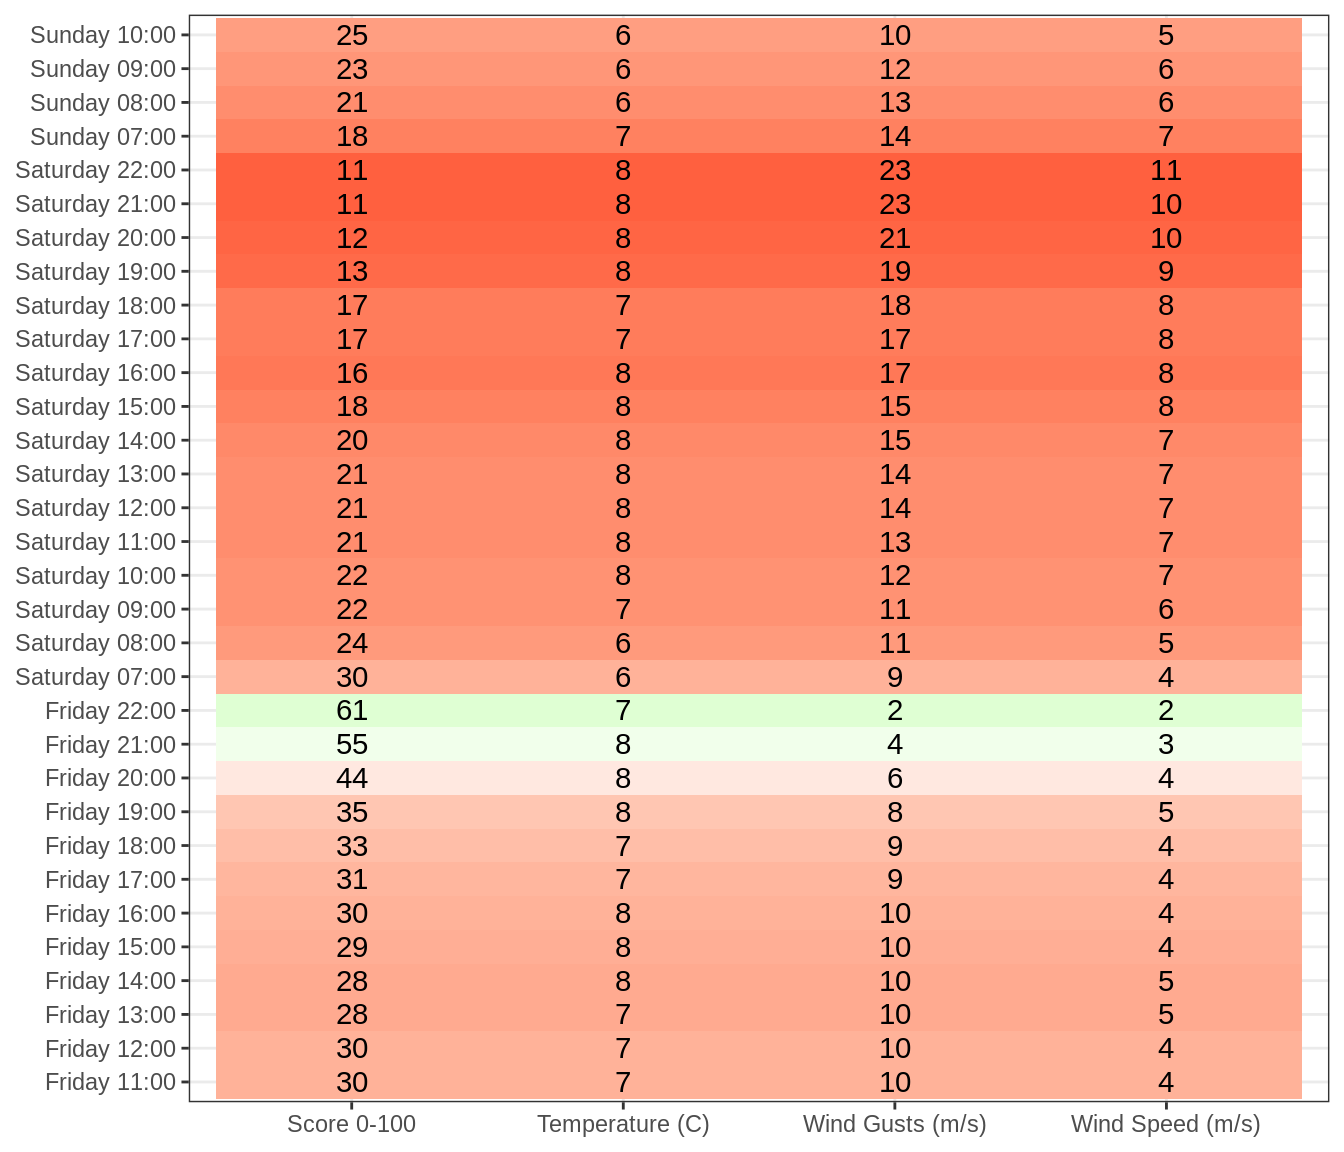 Sunday 10:00 25 6 10 5
Sunday 09:00 23 6 12 6
Sunday 08:00 21 6 13 6
Sunday 07:00 18 7 14 7
Saturday 22:00 11 8 23 11
Saturday 21:00 11 8 23 10
Saturday 20:00 12 8 21 10
Saturday 19:00 13 8 19 9
Saturday 18:00 17 7 18 8
Saturday 17:00 17 7 17 8
Saturday 16:00 16 8 17 8
Saturday 15:00 18 8 15 8
Saturday 14:00 20 8 15 7
Saturday 13:00 21 8 14 7
Saturday 12:00 21 8 14 7
Saturday 11:00 21 8 13 7
Saturday 10:00 22 8 12 7
Saturday 09:00 22 7 11 6
Saturday 08:00 24 6 11 5
Saturday 07:00 30 6 9 4
Friday 22:00 61 7 2 2
Friday 21:00 55 8 4 3
Friday 20:00 44 8 6 4
Friday 19:00 35 8 8 5
Friday 18:00 33 7 9 4
Friday 17:00 31 7 9 4
Friday 16:00 30 8 10 4
Friday 15:00 29 8 10 4
Friday 14:00 28 8 10 5
Friday 13:00 28 7 10 5
Friday 12:00 30 7 10 4
Friday 11:00 30 7 10 4
Score 0-100 Temperature (C) Wind Gusts (m/s) Wind Speed (m/s)